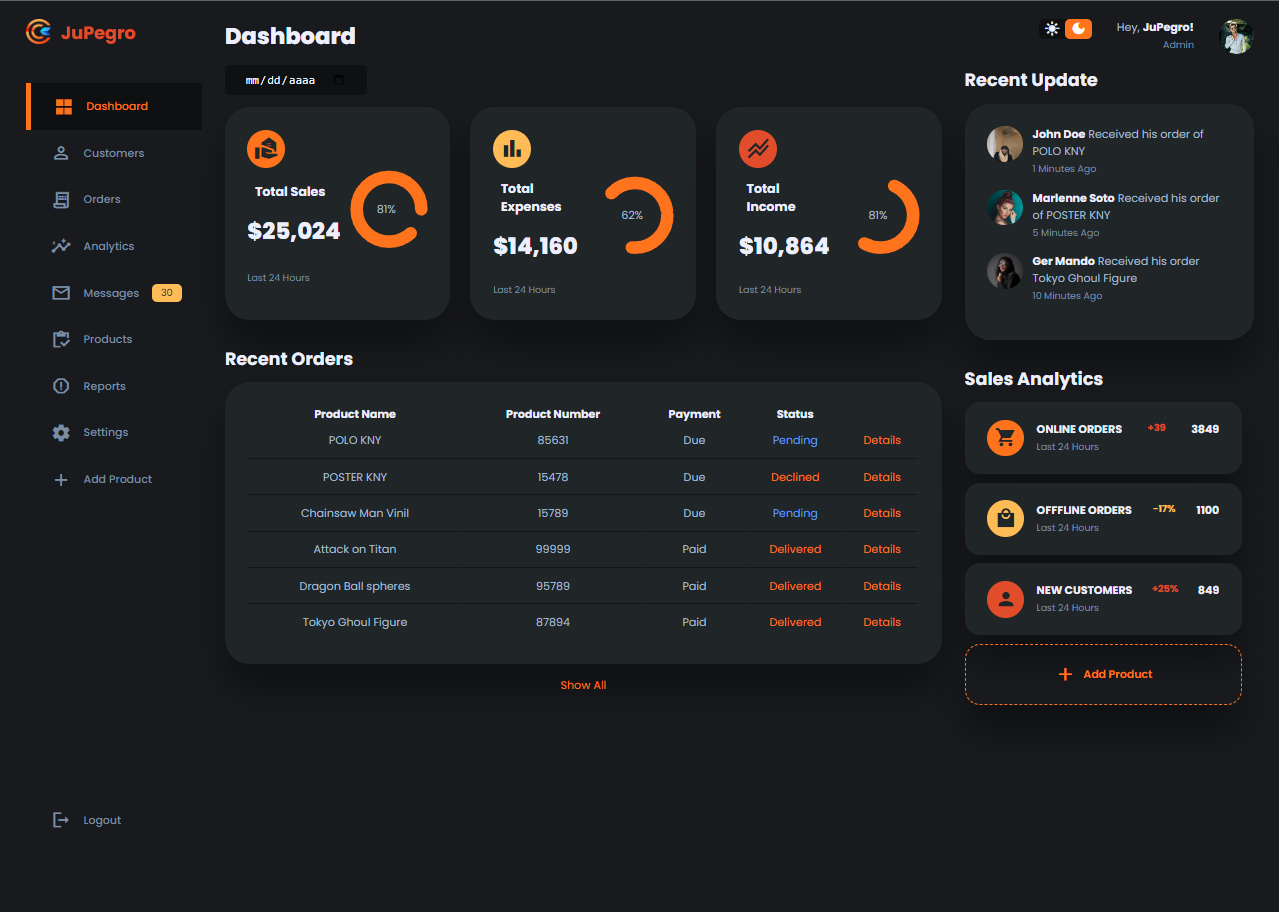 JuPegro
Dashboard
Customers
Orders
Analytics
Messages 30
Products
Reports
Settings
Add Product
Logout
Dashboard
mm/dd/aaaa
Total Sales
$25,024
81%
Last 24 Hours
Total
Expenses
$14,160
62%
Last 24 Hours
Total
Income
$10,864
81%
Last 24 Hours
Recent Orders
Product Name Product Number Payment Status
POLO KNY 85631 Due Pending Details
POSTER KNY 15478 Due Declined Details
Chainsaw Man Vinil 15789 Due Pending Details
Attack on Titan 99999 Paid Delivered Details
Dragon Ball spheres 95789 Paid Delivered Details
Tokyo Ghoul Figure 87894 Paid Delivered Details
Show All
Hey, JuPegro!
Admin
Recent Update
John Doe Received his order of
POLO KNY
1 Minutes Ago
Marlenne Soto Received his order
of POSTER KNY
5 Minutes Ago
Ger Mando Received his order
Tokyo Ghoul Figure
10 Minutes Ago
Sales Analytics
ONLINE ORDERS +39 3849
Last 24 Hours
OFFFLINE ORDERS -17% 1100
Last 24 Hours
NEW CUSTOMERS +25% 849
Last 24 Hours
Add Product